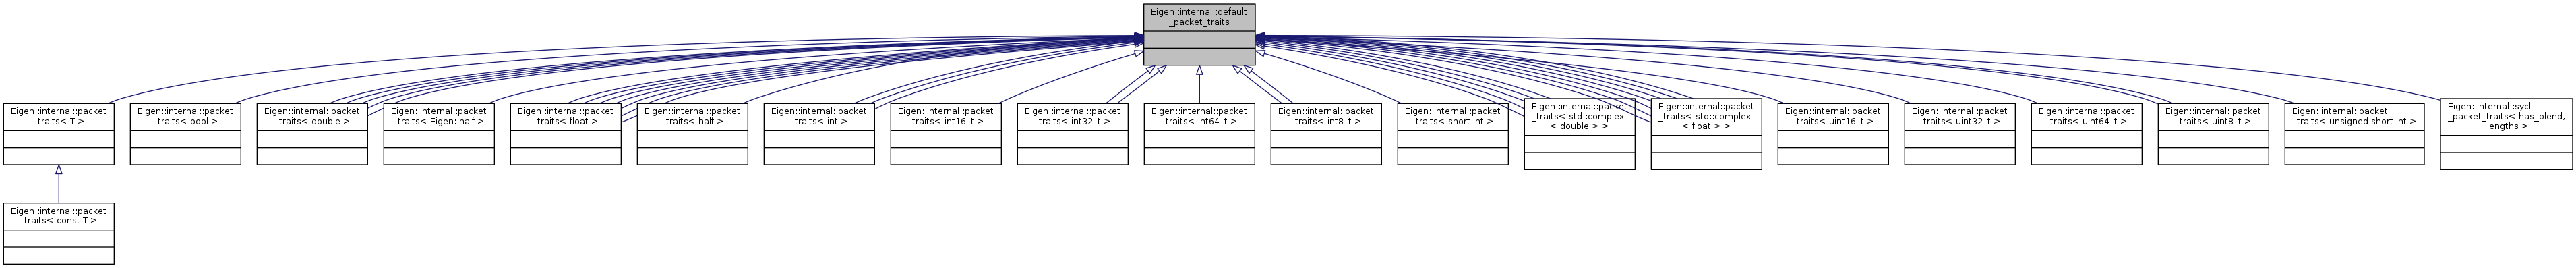 Eigen::internal::default
_packet_traits
Eigen::internal::packet
_traits< T >
Eigen::internal::packet
_traits< bool >
Eigen::internal::packet
_traits< double >
Eigen::internal::packet
_traits< Eigen::half >
Eigen::internal::packet
_traits< float >
Eigen::internal::packet
_traits< half >
Eigen::internal::packet
_traits< int >
Eigen::internal::packet
_traits< int16_t >
Eigen::internal::packet
_traits< int32_t >
Eigen::internal::packet
_traits< int64_t >
Eigen::internal::packet
_traits< int8_t >
Eigen::internal::packet
_traits< short int >
Eigen::internal::packet
_traits< std::complex
< double > >
Eigen::internal::packet
_traits< std::complex
< float > >
Eigen::internal::packet
_traits< uint16_t >
Eigen::internal::packet
_traits< uint32_t >
Eigen::internal::packet
_traits< uint64_t >
Eigen::internal::packet
_traits< uint8_t >
Eigen::internal::packet
_traits< unsigned short int >
Eigen::internal::sycl
_packet_traits< has_blend,
lengths >
Eigen::internal::packet
_traits< const T >